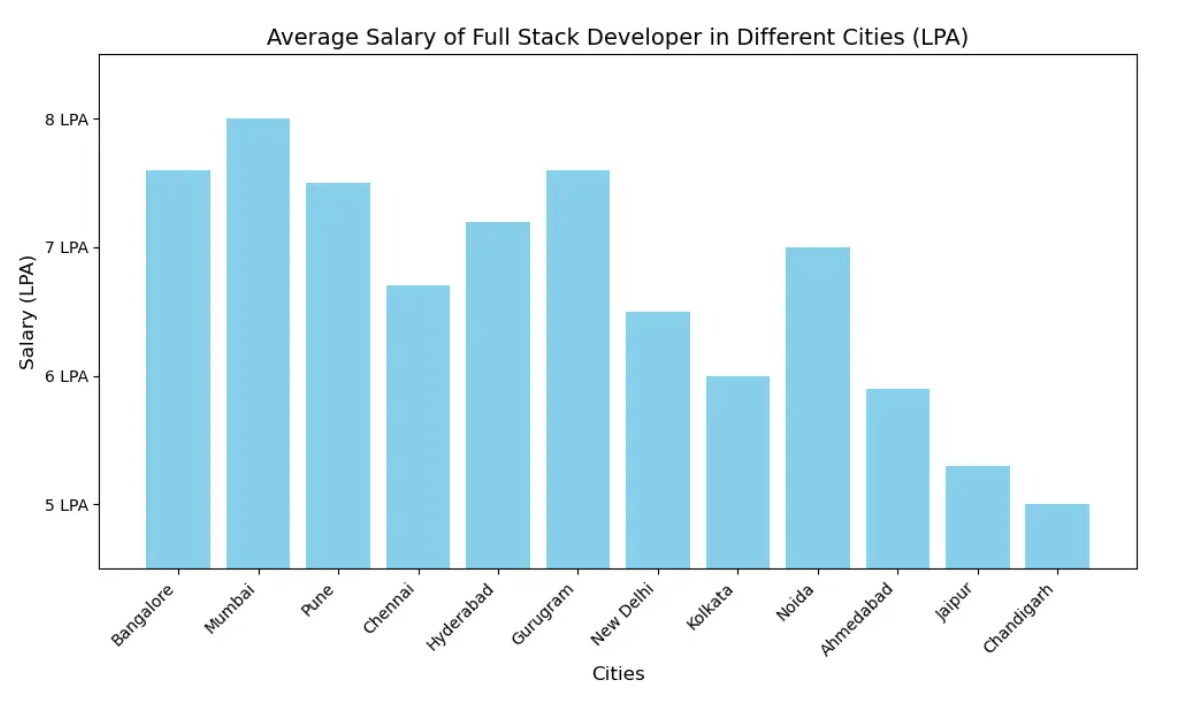 Average Salary of Full Stack Developer in Different Cities (LPA)
8 LPA
7 LPA
6 LPA
5 LPA
Salary (LPA)
Bangalore
Mumbai
Pune
Chennai
Hyderabad
Gurugram
New Delhi
Kolkata
Noida
Ahmedabad
Jaipur
Chandigarh
Cities